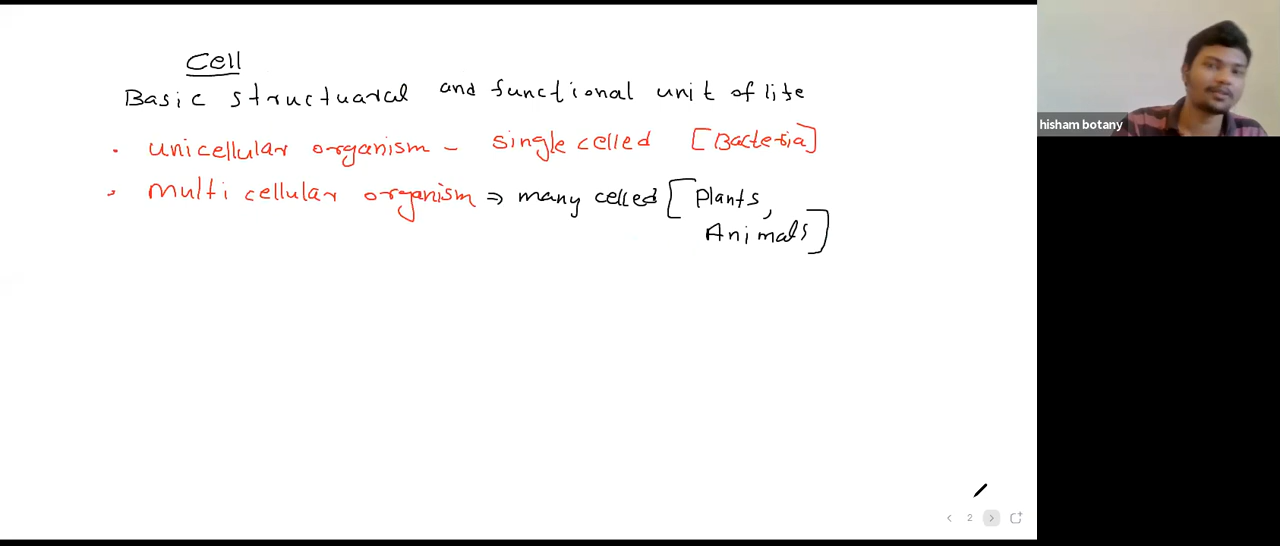 Cell
Basic structuaral and functional unit of life
· unicellular organism - single celled [Bacteria]
· multi cellular organism ⇒ many celled [Plants,
Animals]
hisham botany
2